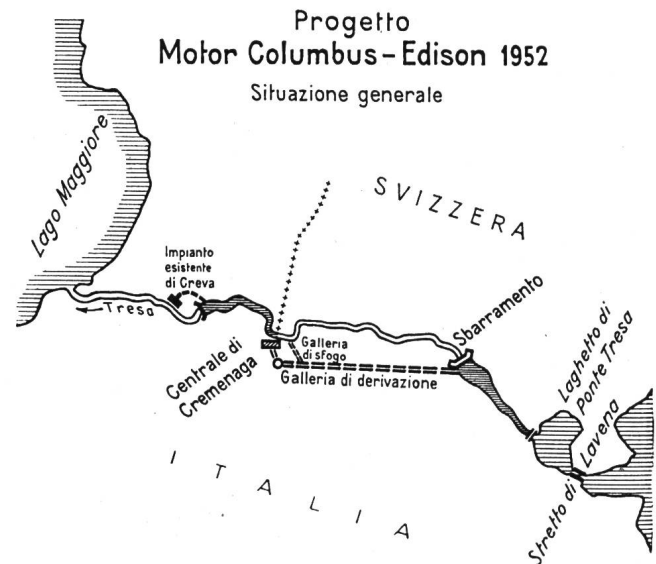 Progetto
Motor Columbus – Edison 1952
Situazione generale
Lago Maggiore
SVIZZERA
Impianto
esistente
di Creva
Tresa
Sbarramento
Laghetto di
Ponte Tresa
Centrale di
Cremenaga
Galleria
di sfogo
Galleria di derivazione
Stretto di Lavena
ITALIA